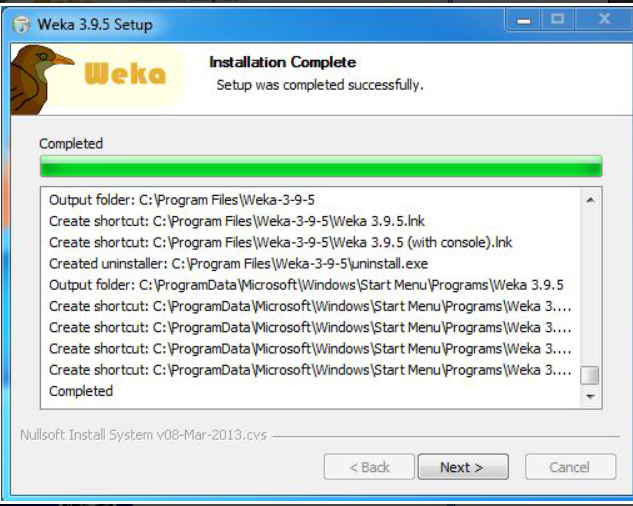 Weka 3.9.5 Setup
Weka
Installation Complete
Setup was completed successfully.
Completed
Output folder: C:\Program Files\Weka-3-9-5
Create shortcut: C:\Program Files\Weka-3-9-5\Weka 3.9.5.lnk
Create shortcut: C:\Program Files\Weka-3-9-5\Weka 3.9.5 (with console).lnk
Created uninstaller: C:\Program Files\Weka-3-9-5\uninstall.exe
Output folder: C:\ProgramData\Microsoft\Windows\Start Menu\Programs\Weka 3.9.5
Create shortcut: C:\ProgramData\Microsoft\Windows\Start Menu\Programs\Weka 3....
Create shortcut: C:\ProgramData\Microsoft\Windows\Start Menu\Programs\Weka 3....
Create shortcut: C:\ProgramData\Microsoft\Windows\Start Menu\Programs\Weka 3....
Create shortcut: C:\ProgramData\Microsoft\Windows\Start Menu\Programs\Weka 3....
Completed
Nullsoft Install System v08-Mar-2013.cvs
< Back Next > Cancel